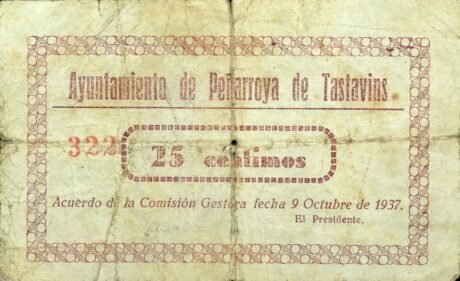 Ayuntamiento de Peñarroya de Tastavins
322
25 céntimos
Acuerdo de la Comisión Gestora fecha 9 Octubre de 1937.
El Presidente,